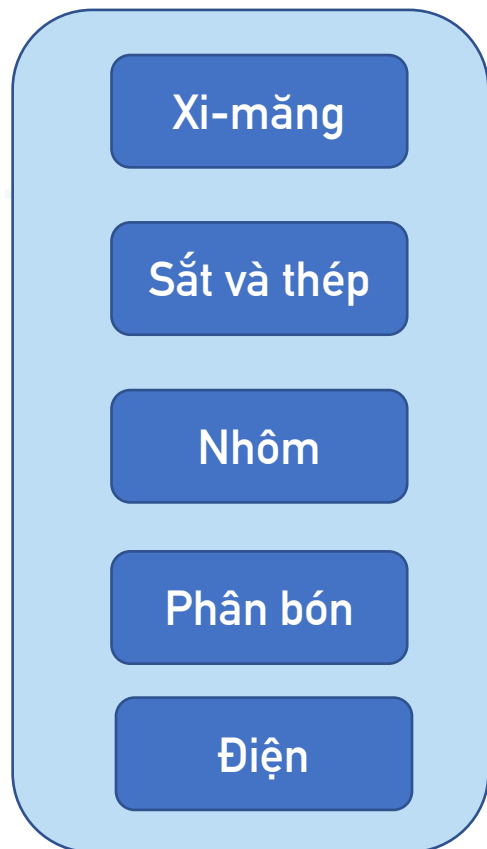 Xi-măng
Sắt và thép
Nhôm
Phân bón
Điện